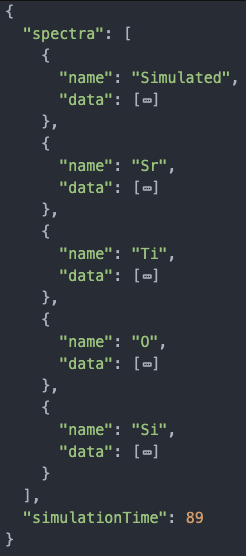 {
  "spectra": [
    {
      "name": "Simulated",
      "data": [⋯]
    },
    {
      "name": "Sr",
      "data": [⋯]
    },
    {
      "name": "Ti",
      "data": [⋯]
    },
    {
      "name": "O",
      "data": [⋯]
    },
    {
      "name": "Si",
      "data": [⋯]
    }
  ],
  "simulationTime": 89
}